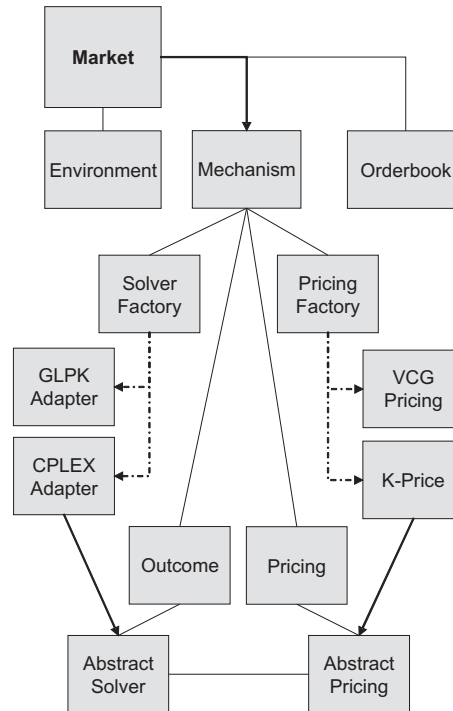 Market
Environment
Mechanism
Orderbook
Solver
Factory
Pricing
Factory
GLPK
Adapter
VCG
Pricing
CPLEX
Adapter
K-Price
Outcome
Pricing
Abstract
Solver
Abstract
Pricing